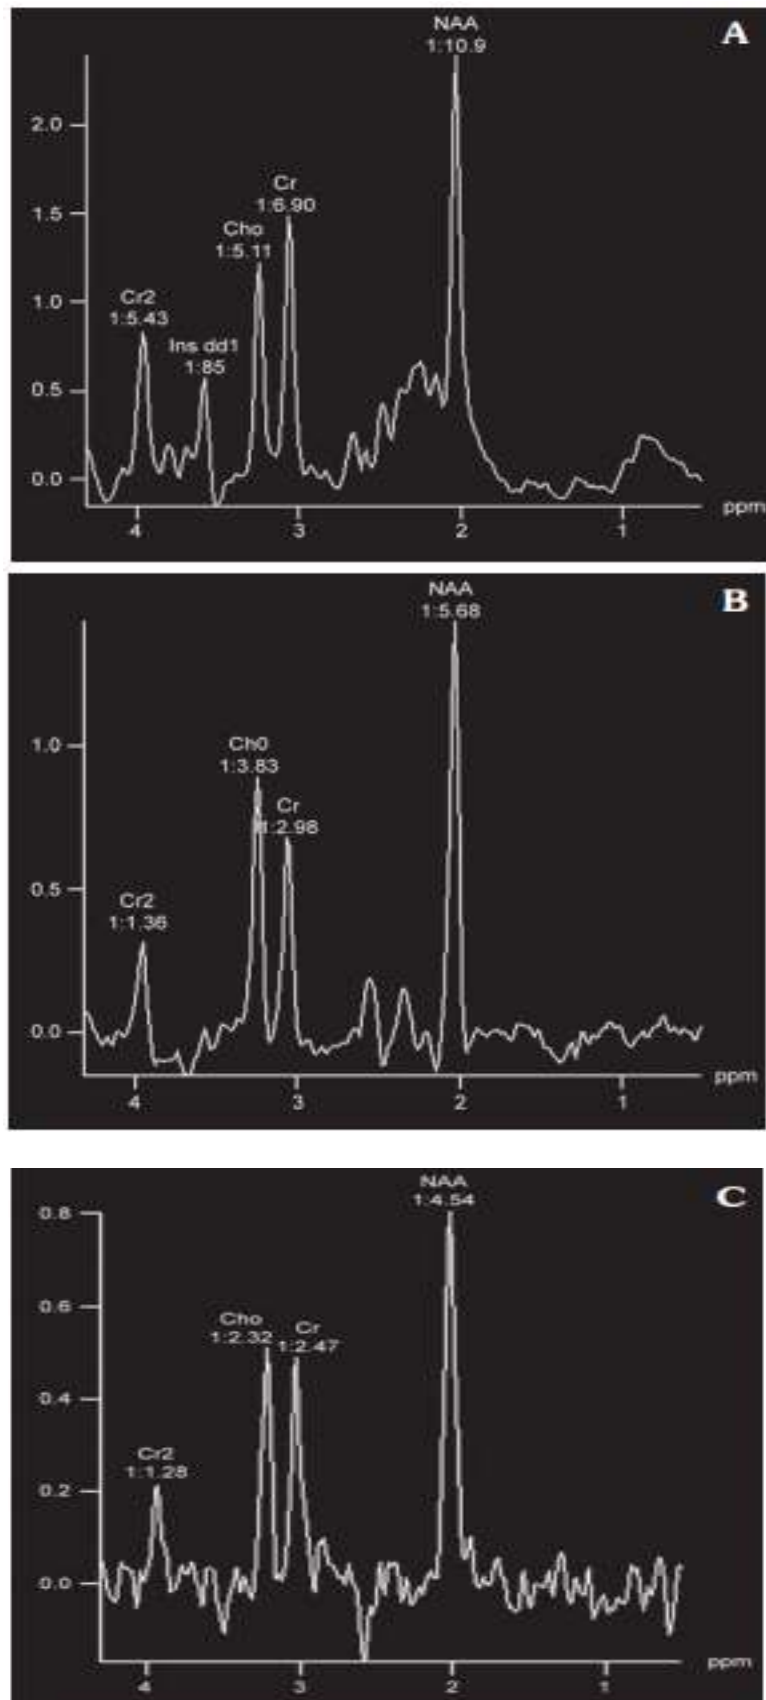 A
NAA
1:10.9
2.0
Cr
1:6.90
1.5
Cho
1:5.11
1.0
Cr2
1:5.43
Ins dd1
1:85
0.5
0.0
ppm
4 3 2 1
B
NAA
1:5.68
1.0
Ch0
1:3.83
Cr
1:2.98
0.5
Cr2
1:1.36
0.0
ppm
4 3 2 1
C
NAA
1:4.54
0.8
0.6
Cho Cr
1:2.32 1:2.47
0.4
Cr2
1:1.28
0.2
0.0
ppm
4 3 2 1